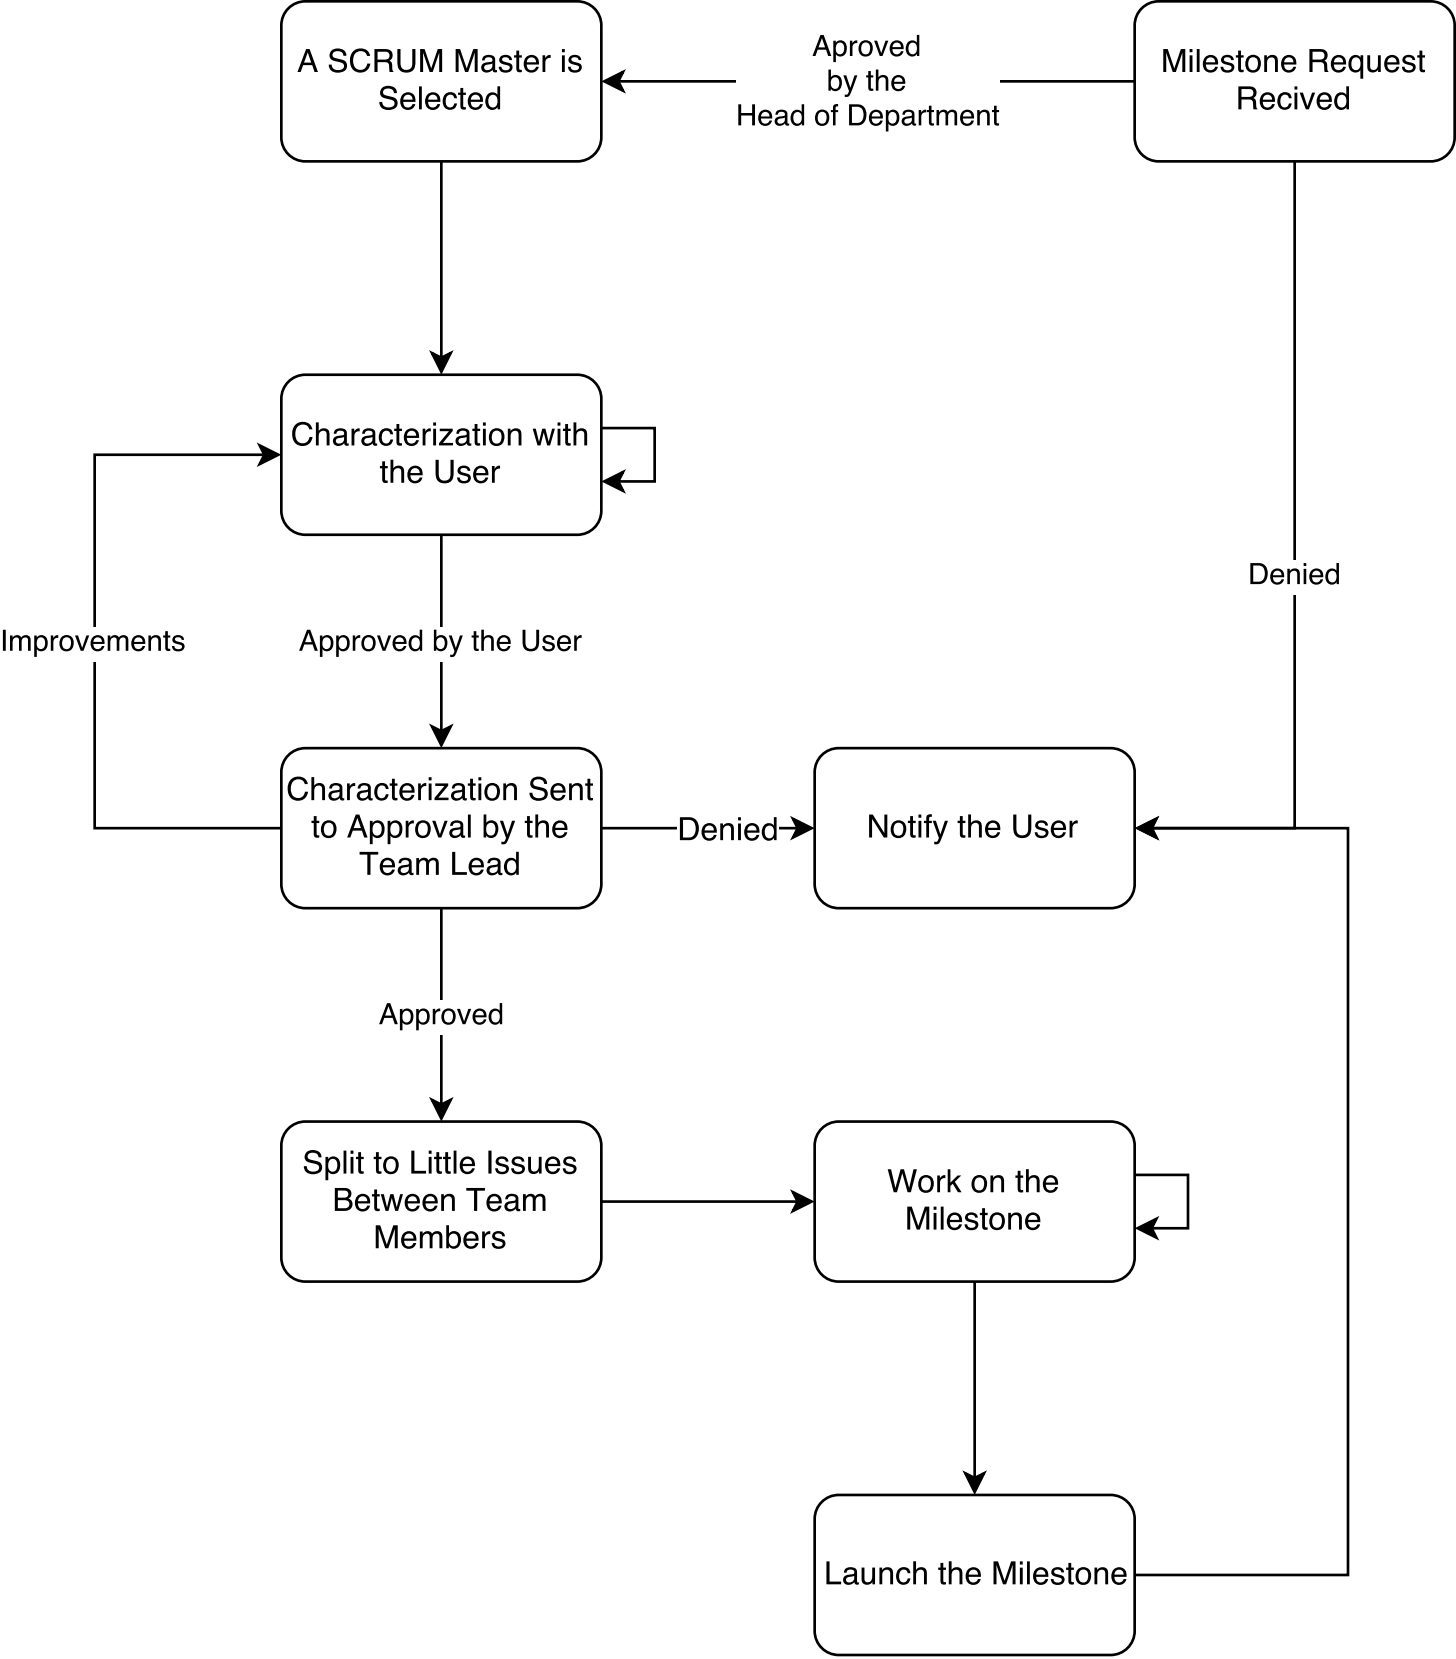 A SCRUM Master is
Selected
Aproved
by the
Head of Department
Milestone Request
Recived
Characterization with
the User
Denied
Improvements
Approved by the User
Characterization Sent
to Approval by the
Team Lead
Denied
Notify the User
Approved
Split to Little Issues
Between Team
Members
Work on the
Milestone
Launch the Milestone